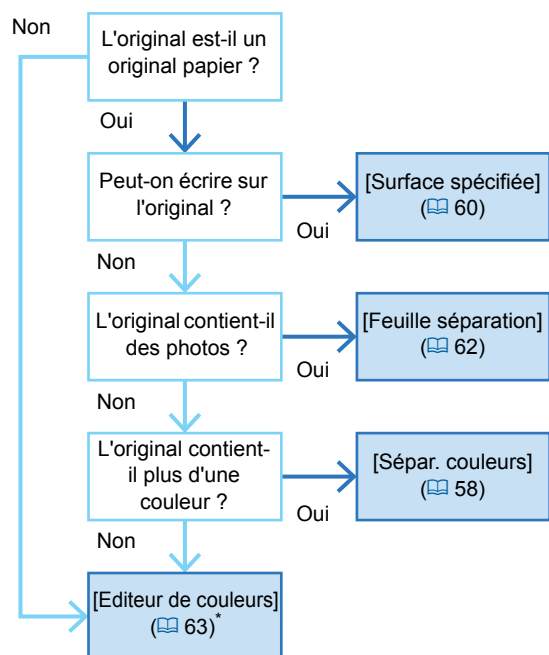 Non
L'original est-il un
original papier ?
Oui
Peut-on écrire sur
l'original ?
Oui
[Surface spécifiée]
(📖 60)
Non
L'original contient-il
des photos ?
Oui
[Feuille séparation]
(📖 62)
Non
L'original contient-
il plus d'une
couleur ?
Oui
[Sépar. couleurs]
(📖 58)
Non
[Editeur de couleurs]
(📖 63)*